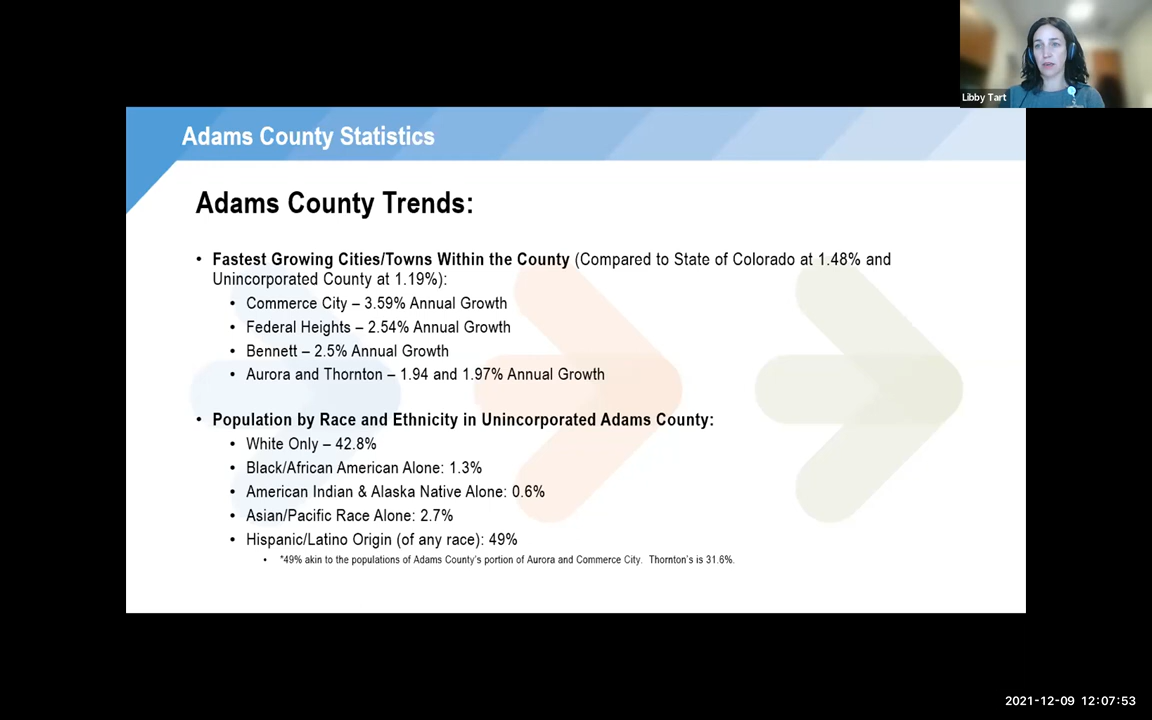 Libby Tart
Adams County Statistics
Adams County Trends:
• Fastest Growing Cities/Towns Within the County (Compared to State of Colorado at 1.48% and
Unincorporated County at 1.19%):
• Commerce City – 3.59% Annual Growth
• Federal Heights – 2.54% Annual Growth
• Bennett – 2.5% Annual Growth
• Aurora and Thornton – 1.94 and 1.97% Annual Growth
• Population by Race and Ethnicity in Unincorporated Adams County:
• White Only – 42.8%
• Black/African American Alone: 1.3%
• American Indian & Alaska Native Alone: 0.6%
• Asian/Pacific Race Alone: 2.7%
• Hispanic/Latino Origin (of any race): 49%
• *49% akin to the populations of Adams County's portion of Aurora and Commerce City. Thornton's is 31.6%.
2021-12-09 12:07:53